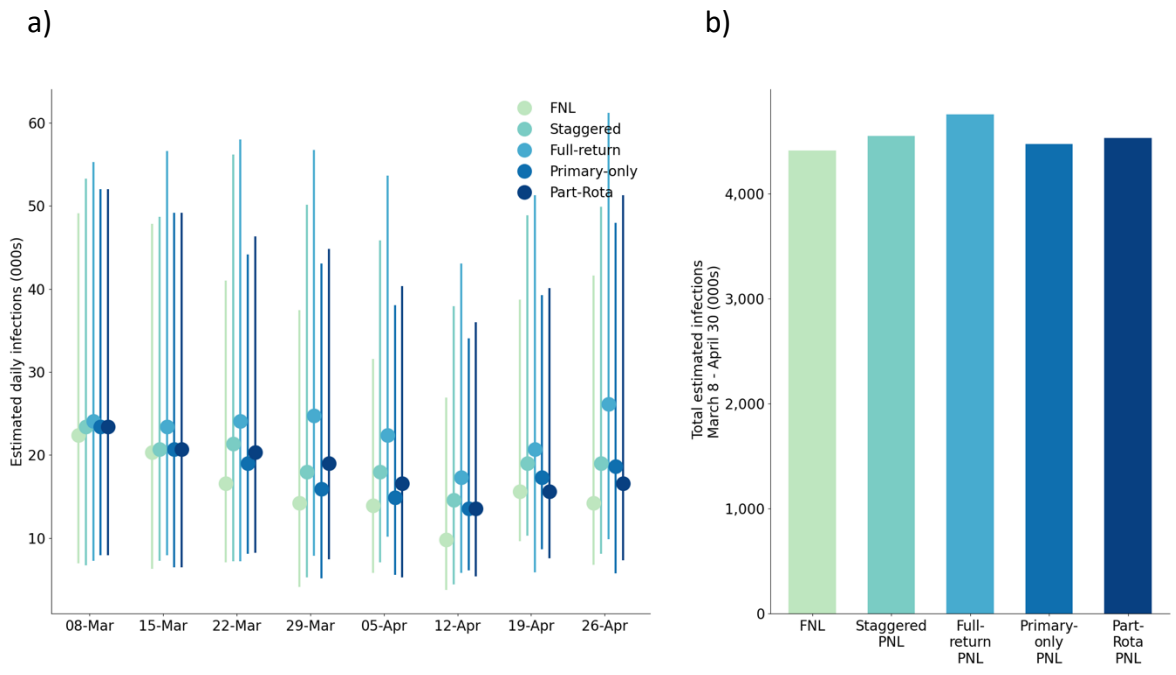 a)
b)
FNL
Staggered
Full-return
Primary-only
Part-Rota
Estimated daily infections (000s)
60
50
40
30
20
10
08-Mar
15-Mar
22-Mar
29-Mar
05-Apr
12-Apr
19-Apr
26-Apr
Total estimated infections
March 8 - April 30 (000s)
4,000
3,000
2,000
1,000
0
FNL
Staggered
PNL
Full-
return
PNL
Primary-
only
PNL
Part-
Rota
PNL